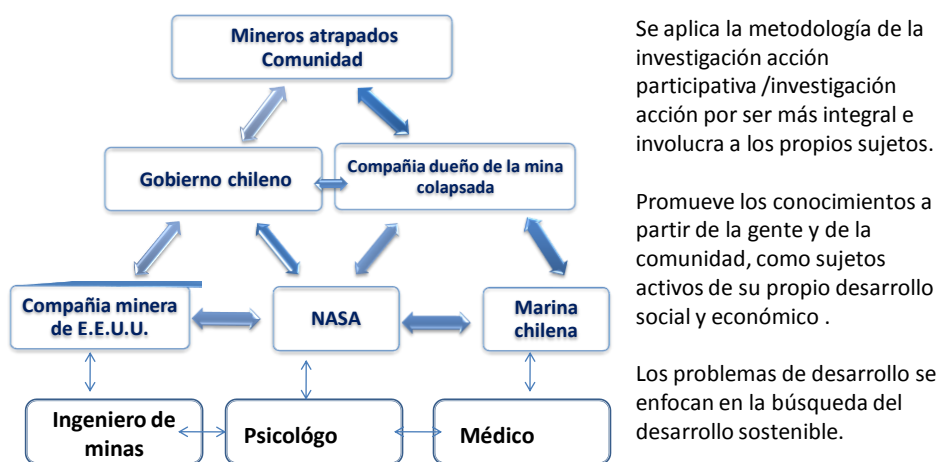 Mineros atrapados
Comunidad
Gobierno chileno
Compañia dueño de la mina
colapsada
Compañia minera
de E.E.U.U.
NASA
Marina
chilena
Ingeniero de
minas
Psicológo
Médico
Se aplica la metodología de la
investigación acción
participativa /investigación
acción por ser más integral e
involucra a los propios sujetos.
Promueve los conocimientos a
partir de la gente y de la
comunidad, como sujetos
activos de su propio desarrollo
social y económico .
Los problemas de desarrollo se
enfocan en la búsqueda del
desarrollo sostenible.